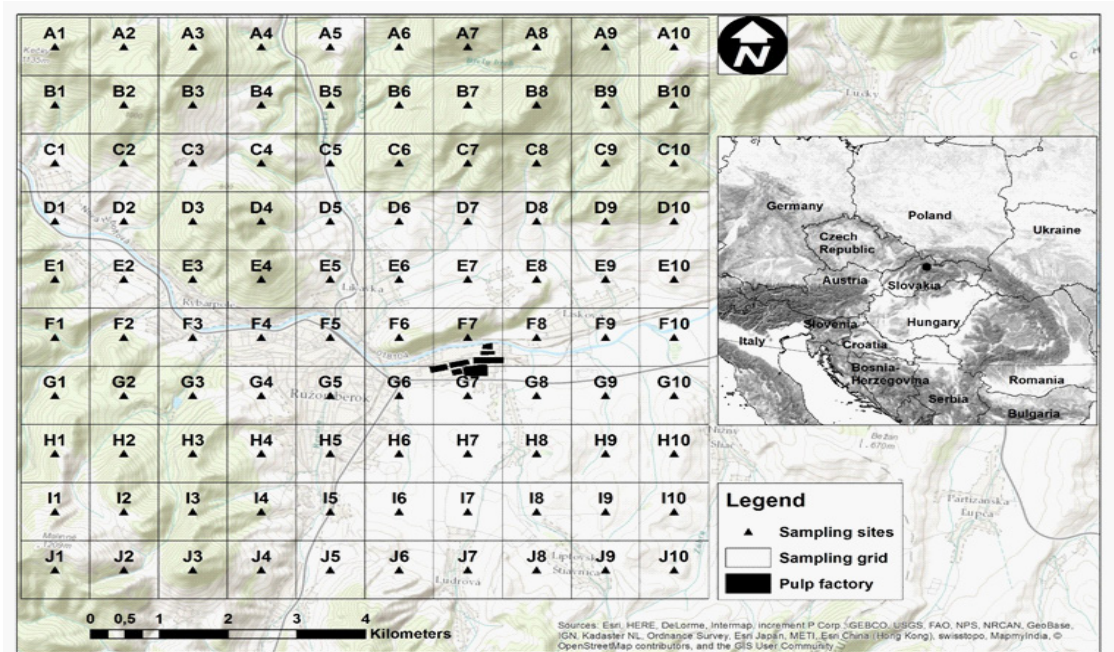 A1 A2 A3 A4 A5 A6 A7 A8 A9 A10
B1 B2 B3 B4 B5 B6 B7 B8 B9 B10
C1 C2 C3 C4 C5 C6 C7 C8 C9 C10
D1 D2 D3 D4 D5 D6 D7 D8 D9 D10
E1 E2 E3 E4 E5 E6 E7 E8 E9 E10
Likavka
Rybarpole
Liskova
F1 F2 F3 F4 F5 F6 F7 F8 F9 F10
G1 G2 G3 G4 G5 G6 G7 G8 G9 G10
Ruzomberok
H1 H2 H3 H4 H5 H6 H7 H8 H9 H10
I1 I2 I3 I4 I5 I6 I7 I8 I9 I10
J1 J2 J3 J4 J5 J6 J7 J8 J9 J10
Ludrová
Liptovska
Stiavnica
0 0,5 1 2 3 4
Kilometers
N
Lucky
Germany
Poland
Ukraine
Czech
Republic
Austria
Slovakia
Slovenia
Hungary
Italy
Croatia
Bosnia-
Herzegovina
Romania
Serbia
Bulgaria
Partizanska
Lupca
Legend
Sampling sites
Sampling grid
Pulp factory
Sources: Esri, HERE, DeLorme, Intermap, increment P Corp., GEBCO, USGS, FAO, NPS, NRCAN, GeoBase,
IGN, Kadaster NL, Ordnance Survey, Esri Japan, METI, Esri China (Hong Kong), swisstopo, MapmyIndia, ©
OpenStreetMap contributors, and the GIS User Community